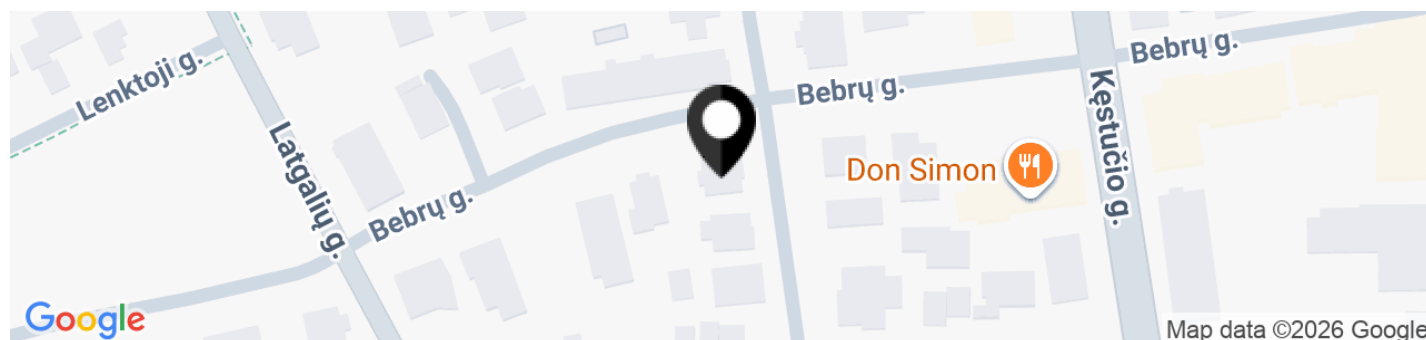 Lenktoji g.
Latgalių g.
Bebrų g.
Bebrų g.
Bebrų g.
Kęstučio g.
Don Simon
Google
Map data ©2026 Google